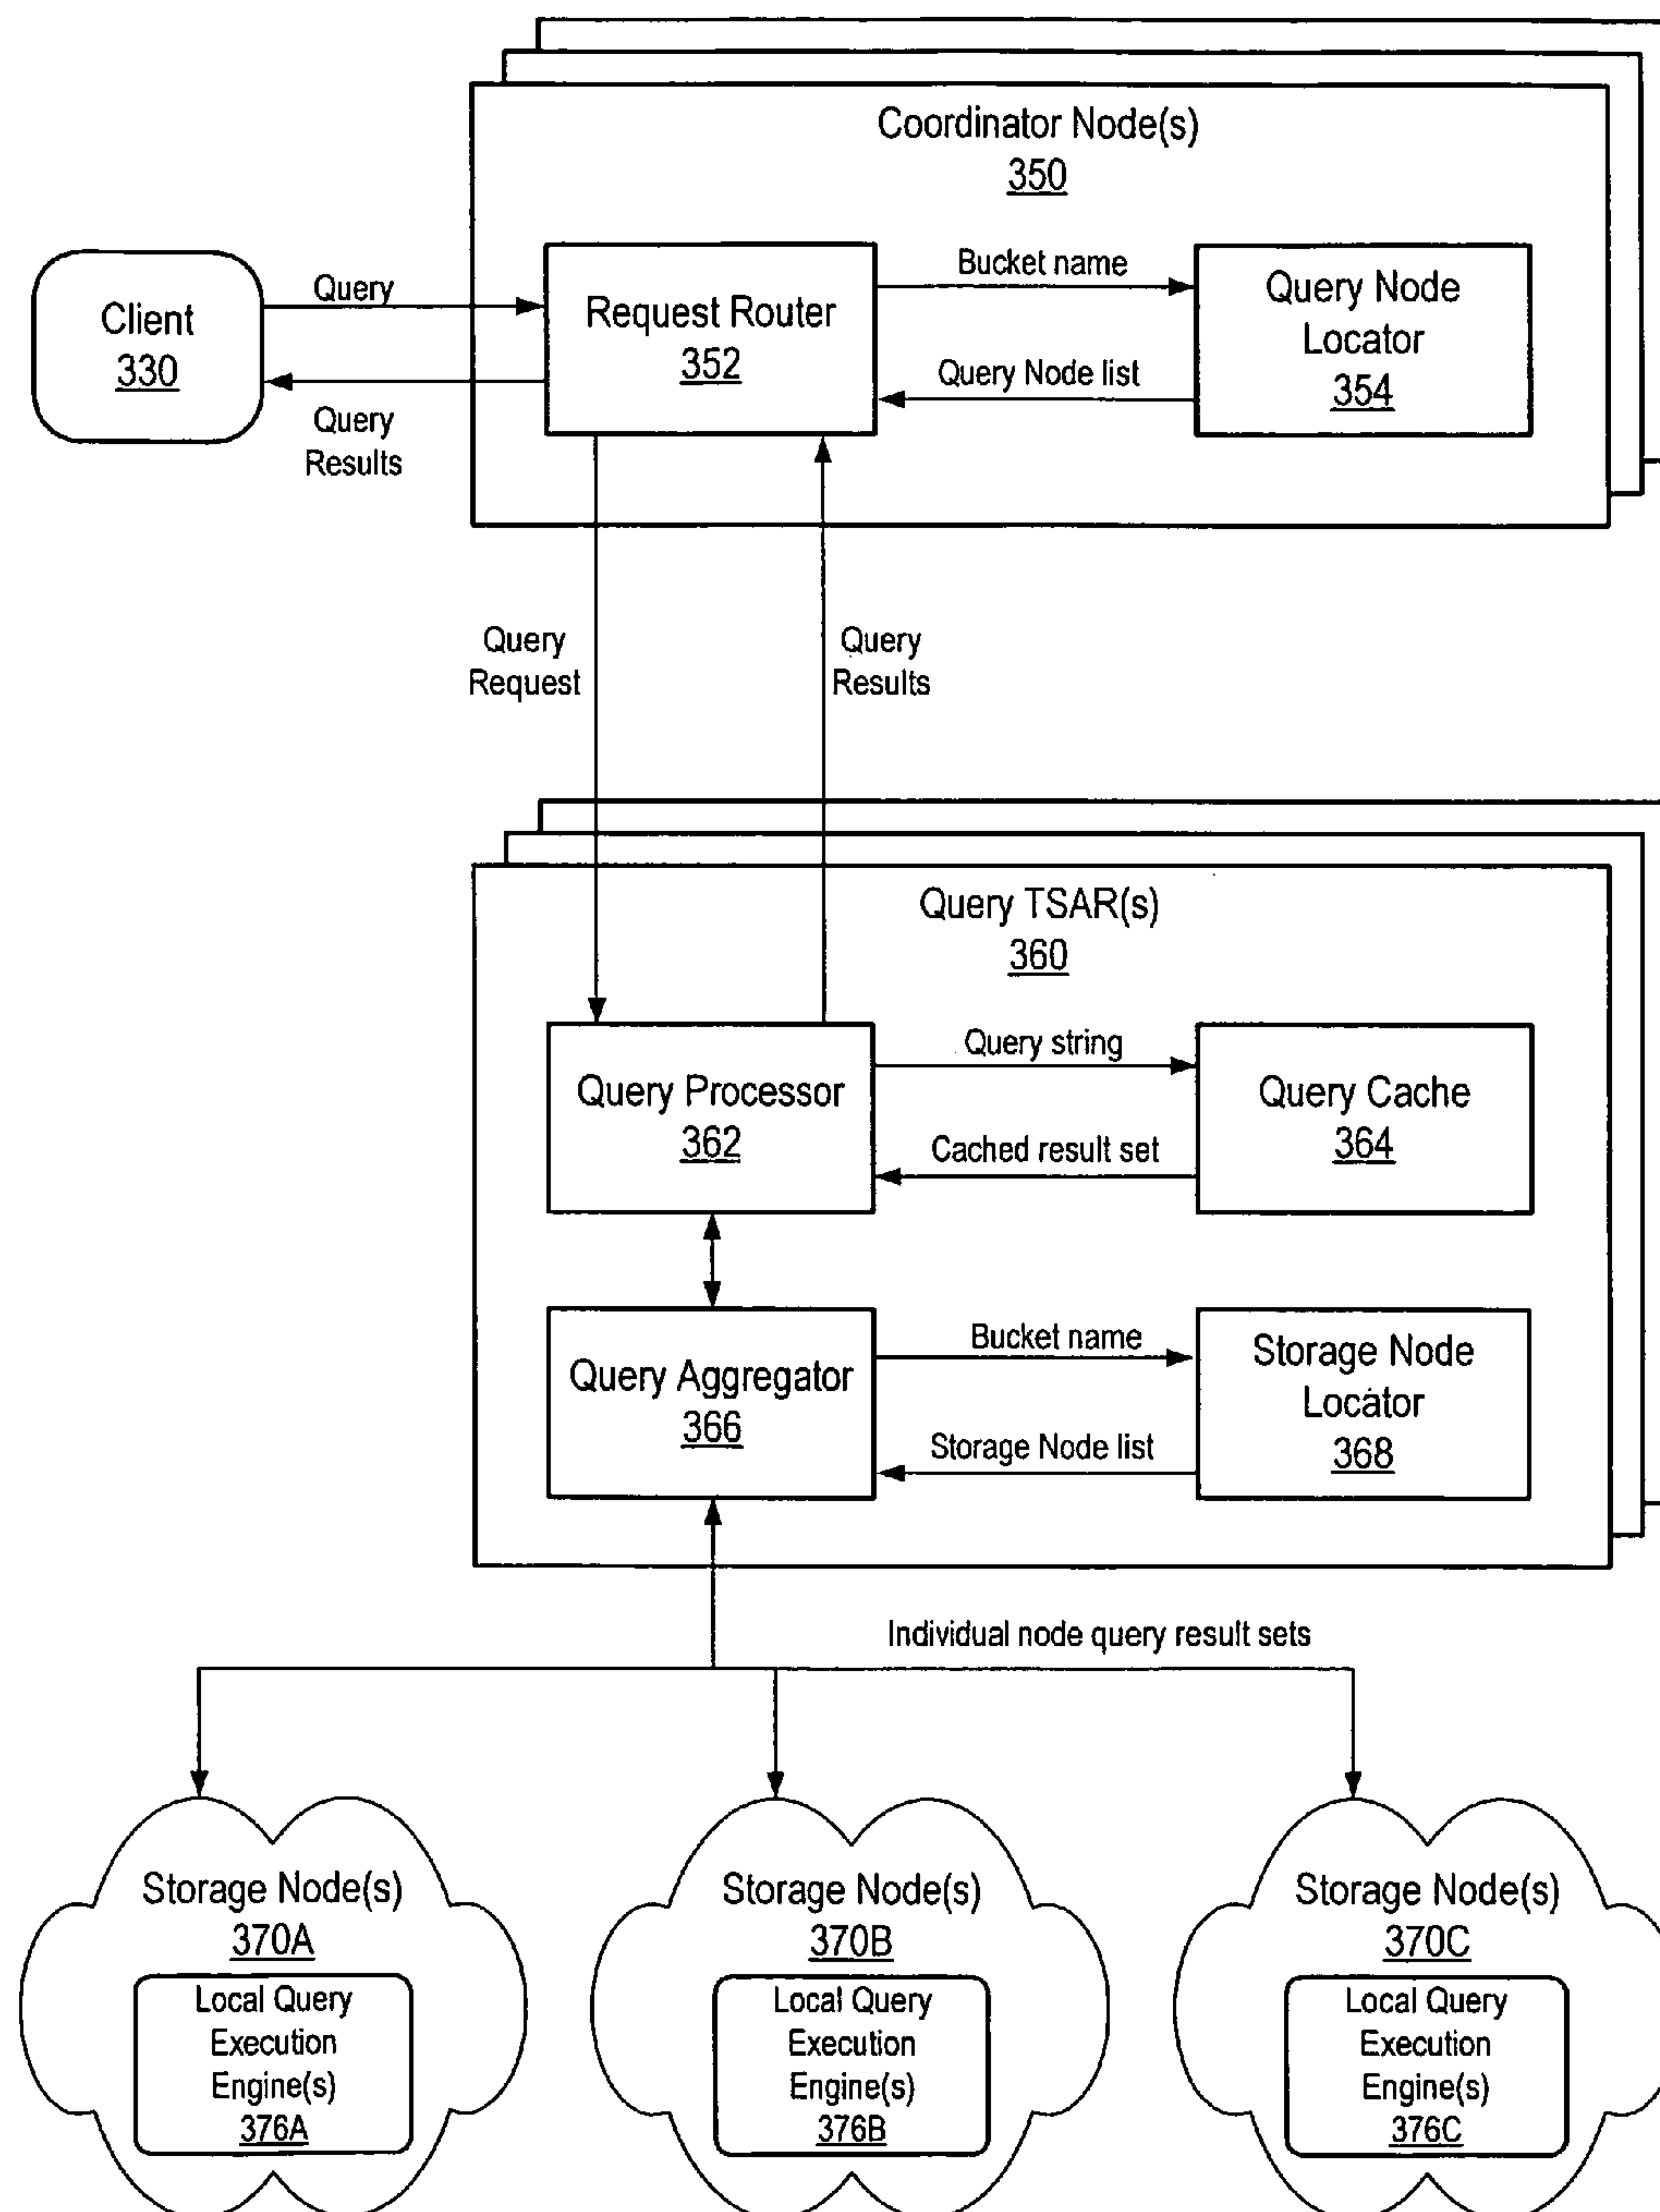 Coordinator Node(s)
350
Client
330
Query
Query
Results
Request Router
352
Bucket name
Query Node list
Query Node
Locator
354
Query
Request
Query
Results
Query TSAR(s)
360
Query Processor
362
Query string
Cached result set
Query Cache
364
Query Aggregator
366
Bucket name
Storage Node list
Storage Node
Locator
368
Individual node query result sets
Storage Node(s)
370A
Local Query
Execution
Engine(s)
376A
Storage Node(s)
370B
Local Query
Execution
Engine(s)
376B
Storage Node(s)
370C
Local Query
Execution
Engine(s)
376C